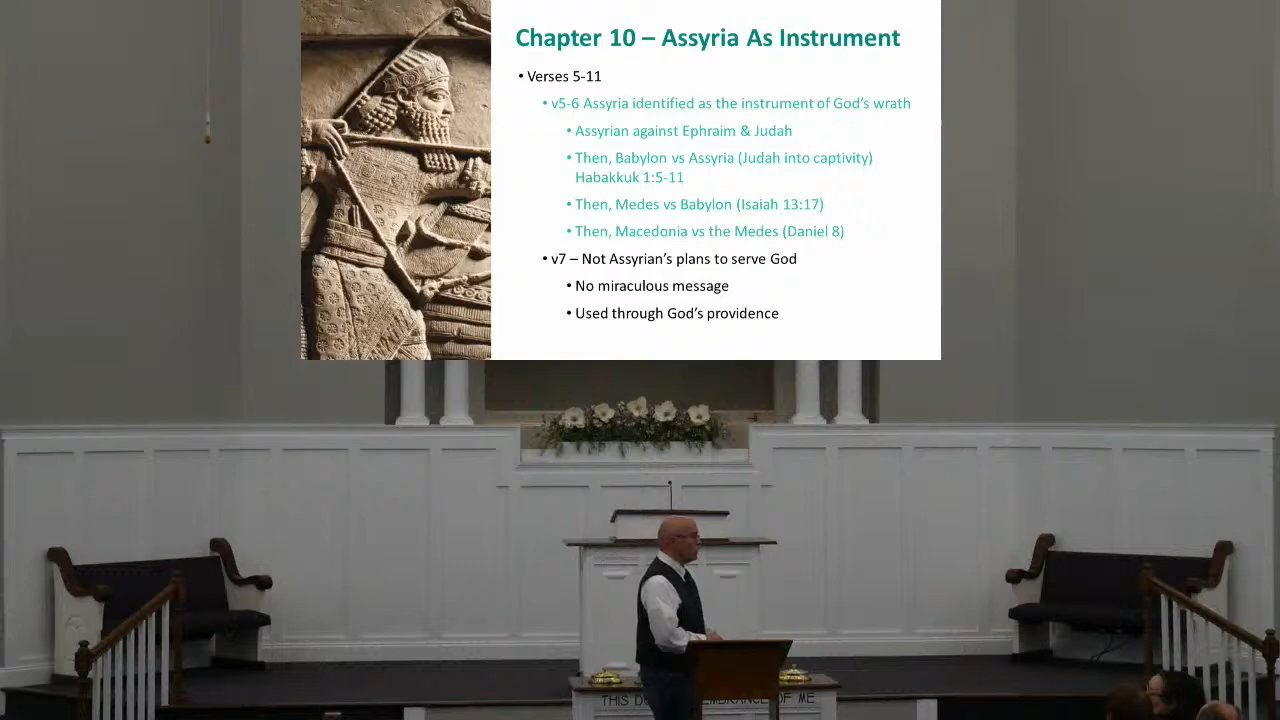 Chapter 10 – Assyria As Instrument
• Verses 5-11
• v5-6 Assyria identified as the instrument of God's wrath
• Assyrian against Ephraim & Judah
• Then, Babylon vs Assyria (Judah into captivity)
Habakkuk 1:5-11
• Then, Medes vs Babylon (Isaiah 13:17)
• Then, Macedonia vs the Medes (Daniel 8)
• v7 – Not Assyrian's plans to serve God
• No miraculous message
• Used through God's providence
THIS OF ME